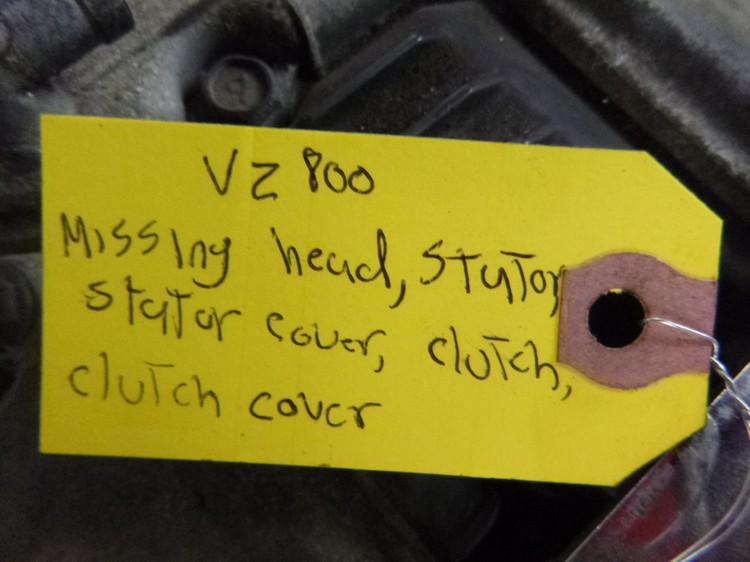 VZ 800
Missing head, stator,
stator cover, clutch,
clutch cover